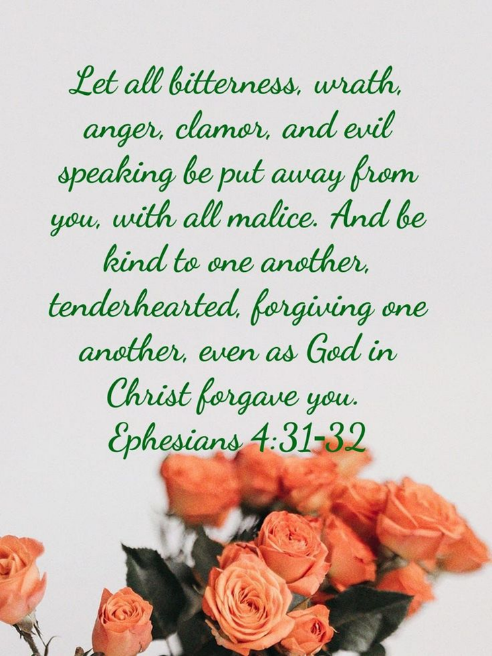 Let all bitterness, wrath,
anger, clamor, and evil
speaking be put away from
you, with all malice. And be
kind to one another,
tenderhearted, forgiving one
another, even as God in
Christ forgave you.
Ephesians 4:31-32